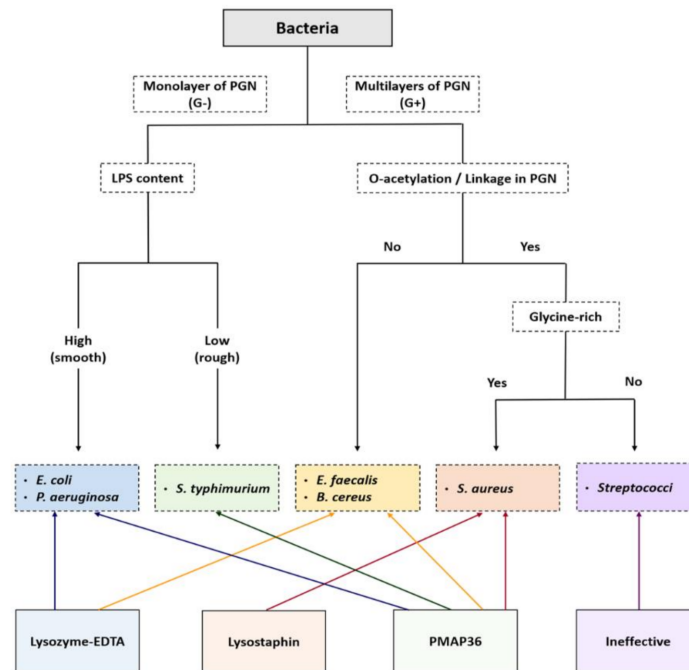 Bacteria
Monolayer of PGN
(G-)
Multilayers of PGN
(G+)
LPS content
O-acetylation / Linkage in PGN
No
Yes
Glycine-rich
High
(smooth)
Low
(rough)
Yes
No
· E. coli
· P. aeruginosa
· S. typhimurium
· E. faecalis
· B. cereus
· S. aureus
· Streptococci
Lysozyme-EDTA
Lysostaphin
PMAP36
Ineffective